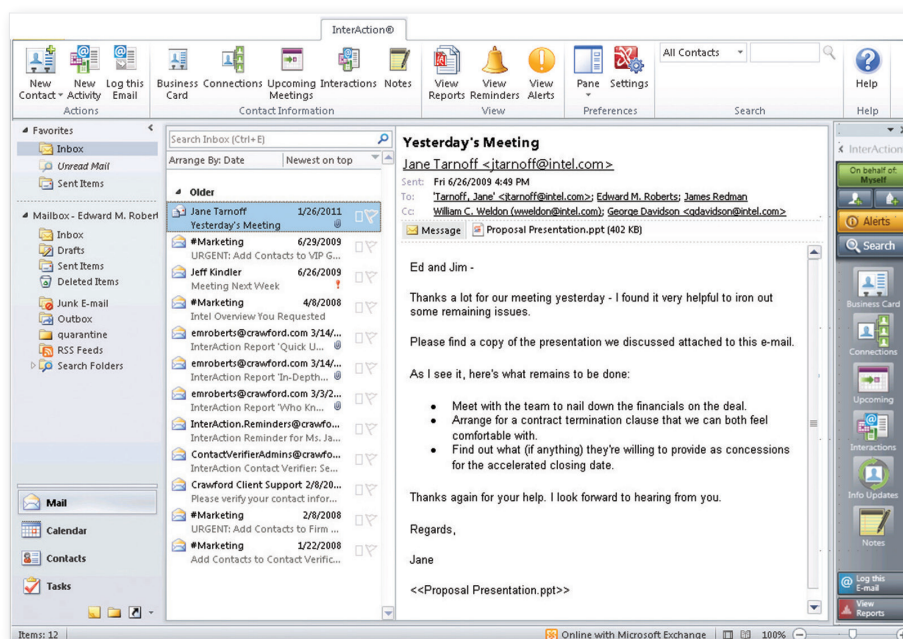 InterAction®
New Contact
New Activity
Log this Email
Business Card
Connections
Upcoming Meetings
Interactions
Notes
View Reports
View Reminders
View Alerts
Pane
Settings
All Contacts
Help
Actions
Contact Information
View
Preferences
Search
Help
Favorites
Inbox
Unread Mail
Sent Items
Mailbox - Edward M. Robert
Inbox
Drafts
Sent Items
Deleted Items
Junk E-mail
Outbox
quarantine
RSS Feeds
Search Folders
Mail
Calendar
Contacts
Tasks
Search Inbox (Ctrl+E)
Arrange By: Date Newest on top
Older
Jane Tarnoff 1/26/2011
Yesterday's Meeting
#Marketing 6/29/2009
URGENT: Add Contacts to VIP G...
Jeff Kindler 6/26/2009
Meeting Next Week
#Marketing 4/8/2008
Intel Overview You Requested
emroberts@crawford.com 3/14/...
InterAction Report 'Quick U...
emroberts@crawford.com 3/14/...
InterAction Report 'In-Depth...
emroberts@crawford.com 3/3/2...
InterAction Report 'Who Kn...
InterAction.Reminders@crawfo...
InterAction Reminder for Ms. Ja...
ContactVerifierAdmins@crawfo...
InterAction Contact Verifier: Se...
Crawford Client Support 2/8/20...
Please verify your contact infor...
#Marketing 2/8/2008
URGENT: Add Contacts to Firm ...
#Marketing 1/22/2008
Add Contacts to Contact Verific...
Yesterday's Meeting
Jane Tarnoff <jtarnoff@intel.com>
Sent: Fri 6/26/2009 4:49 PM
To: 'Tarnoff, Jane' <jtarnoff@intel.com>; Edward M. Roberts; James Redman
Cc: William C. Weldon (wweldon@intel.com); George Davidson <gdavidson@intel.com>
Message Proposal Presentation.ppt (402 KB)
Ed and Jim -
Thanks a lot for our meeting yesterday - I found it very helpful to iron out
some remaining issues.
Please find a copy of the presentation we discussed attached to this e-mail.
As I see it, here's what remains to be done:
• Meet with the team to nail down the financials on the deal.
• Arrange for a contract termination clause that we can both feel
comfortable with.
• Find out what (if anything) they're willing to provide as concessions
for the accelerated closing date.
Thanks again for your help. I look forward to hearing from you.
Regards,
Jane
<<Proposal Presentation.ppt>>
InterAction
On behalf of:
Myself
Alerts
Search
Business Card
Connections
Upcoming
Interactions
Info Updates
Notes
Log this
E-mail
View
Reports
Items: 12
Online with Microsoft Exchange
100%